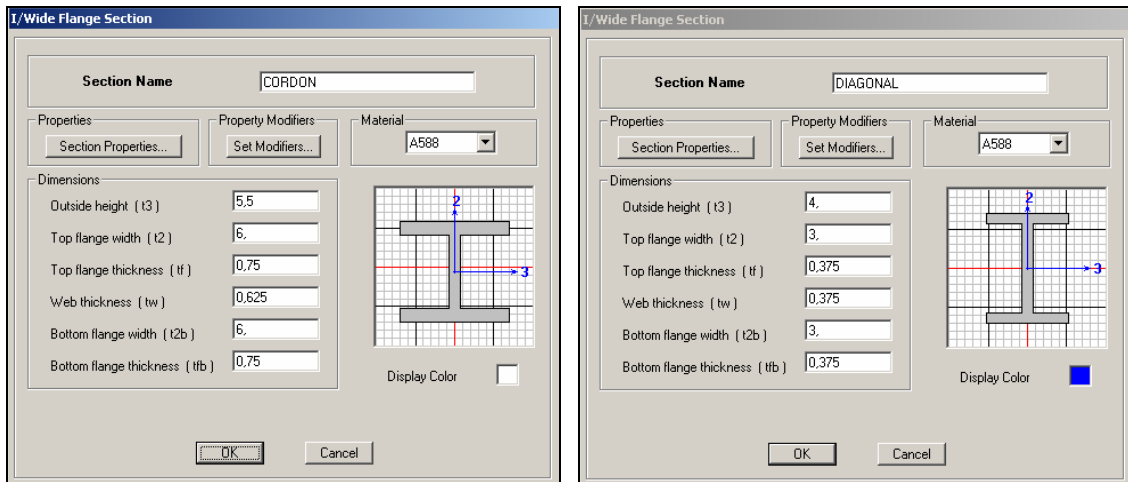 I/Wide Flange Section
Section Name CORDON
Properties Property Modifiers Material
Section Properties... Set Modifiers... A588
Dimensions
Outside height ( t3 ) 5,5
Top flange width ( t2 ) 6,
Top flange thickness ( tf ) 0,75
Web thickness ( tw ) 0,625
Bottom flange width ( t2b ) 6,
Bottom flange thickness ( tfb ) 0,75
2
3
Display Color
OK Cancel
I/Wide Flange Section
Section Name DIAGONAL
Properties Property Modifiers Material
Section Properties... Set Modifiers... A588
Dimensions
Outside height ( t3 ) 4,
Top flange width ( t2 ) 3,
Top flange thickness ( tf ) 0,375
Web thickness ( tw ) 0,375
Bottom flange width ( t2b ) 3,
Bottom flange thickness ( tfb ) 0,375
2
3
Display Color
OK Cancel